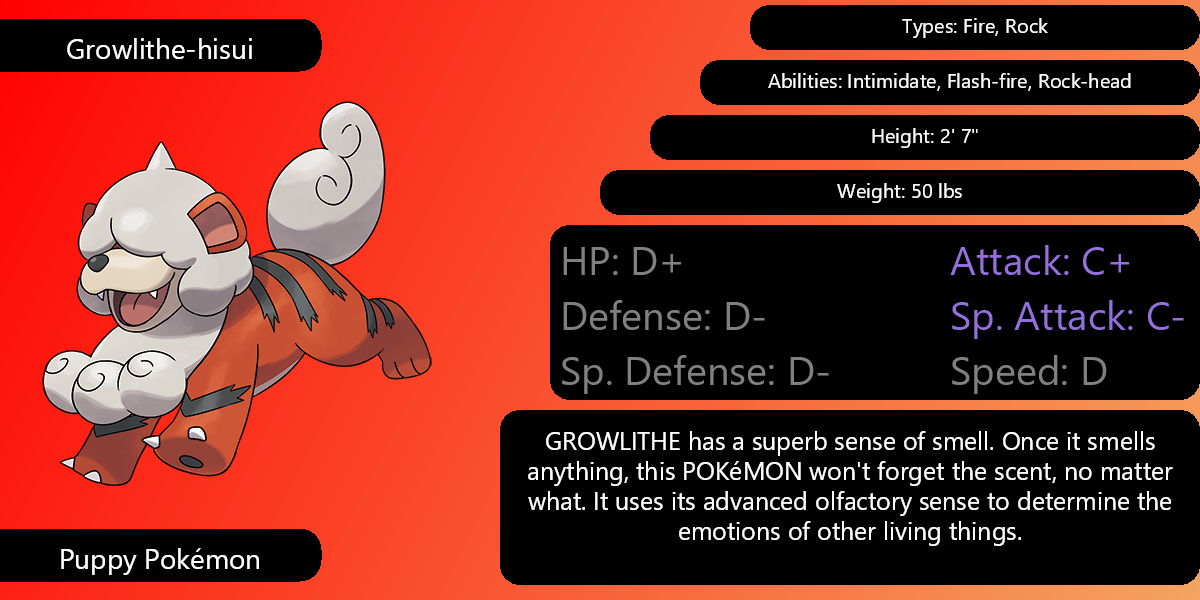 Growlithe-hisui
Types: Fire, Rock
Abilities: Intimidate, Flash-fire, Rock-head
Height: 2' 7"
Weight: 50 lbs
HP: D+
Attack: C+
Defense: D-
Sp. Attack: C-
Sp. Defense: D-
Speed: D
GROWLITHE has a superb sense of smell. Once it smells
anything, this POKéMON won't forget the scent, no matter
what. It uses its advanced olfactory sense to determine the
emotions of other living things.
Puppy Pokémon